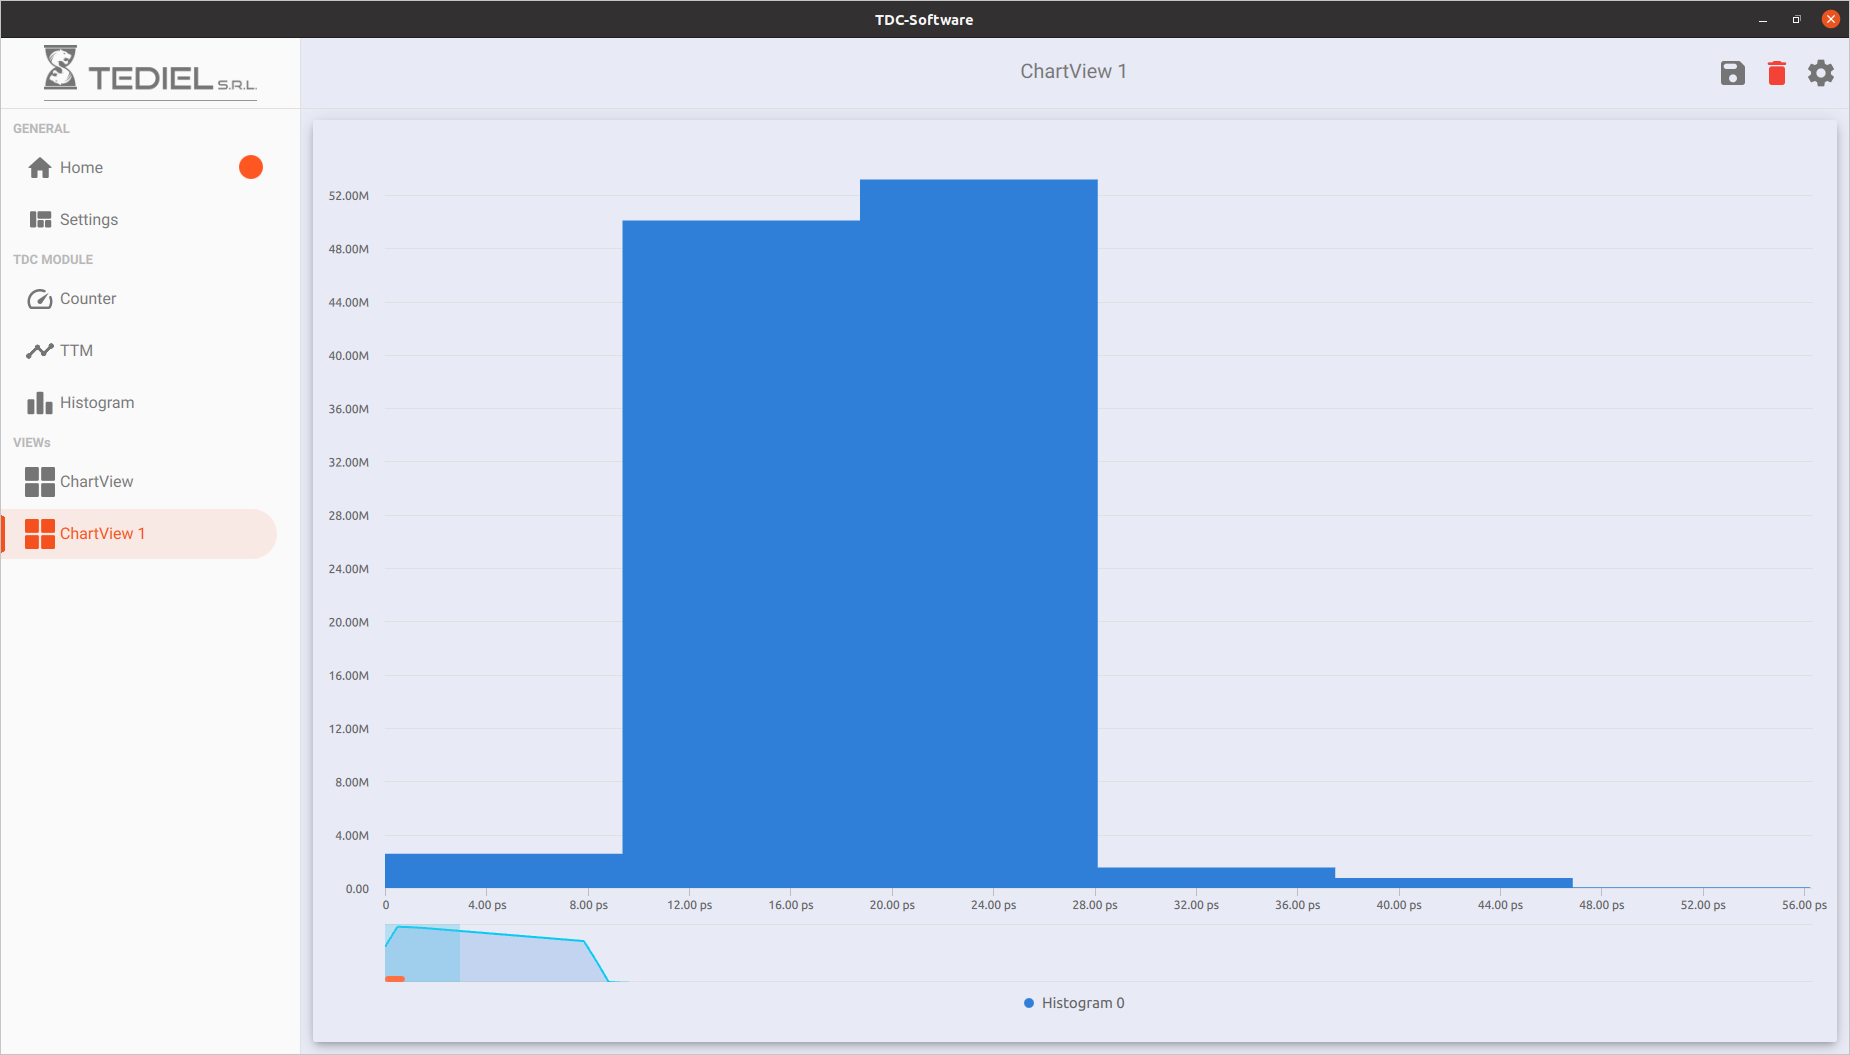 TDC-Software
TEDIEL S.R.L.
ChartView 1
GENERAL
Home
Settings
TDC MODULE
Counter
TTM
Histogram
VIEWs
ChartView
ChartView 1
52.00M
48.00M
44.00M
40.00M
36.00M
32.00M
28.00M
24.00M
20.00M
16.00M
12.00M
8.00M
4.00M
0.00
0 4.00 ps 8.00 ps 12.00 ps 16.00 ps 20.00 ps 24.00 ps 28.00 ps 32.00 ps 36.00 ps 40.00 ps 44.00 ps 48.00 ps 52.00 ps 56.00 ps
Histogram 0